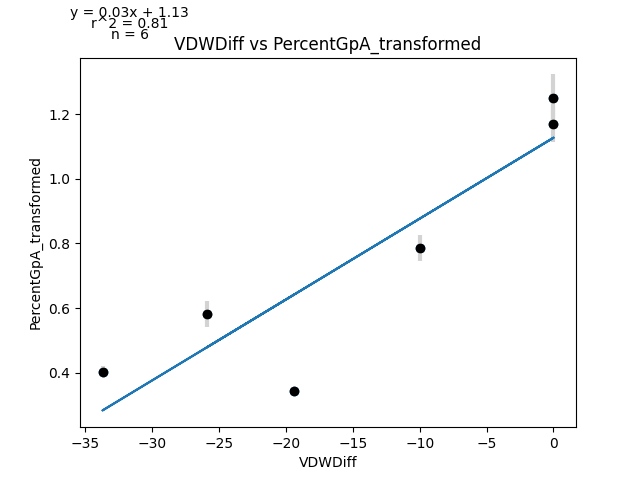 y = 0.03x + 1.13
r^2 = 0.81
n = 6
VDWDiff vs PercentGpA_transformed
1.2
1.0
0.8
0.6
0.4
PercentGpA_transformed
−35
−30
−25
−20
−15
−10
−5
0
VDWDiff